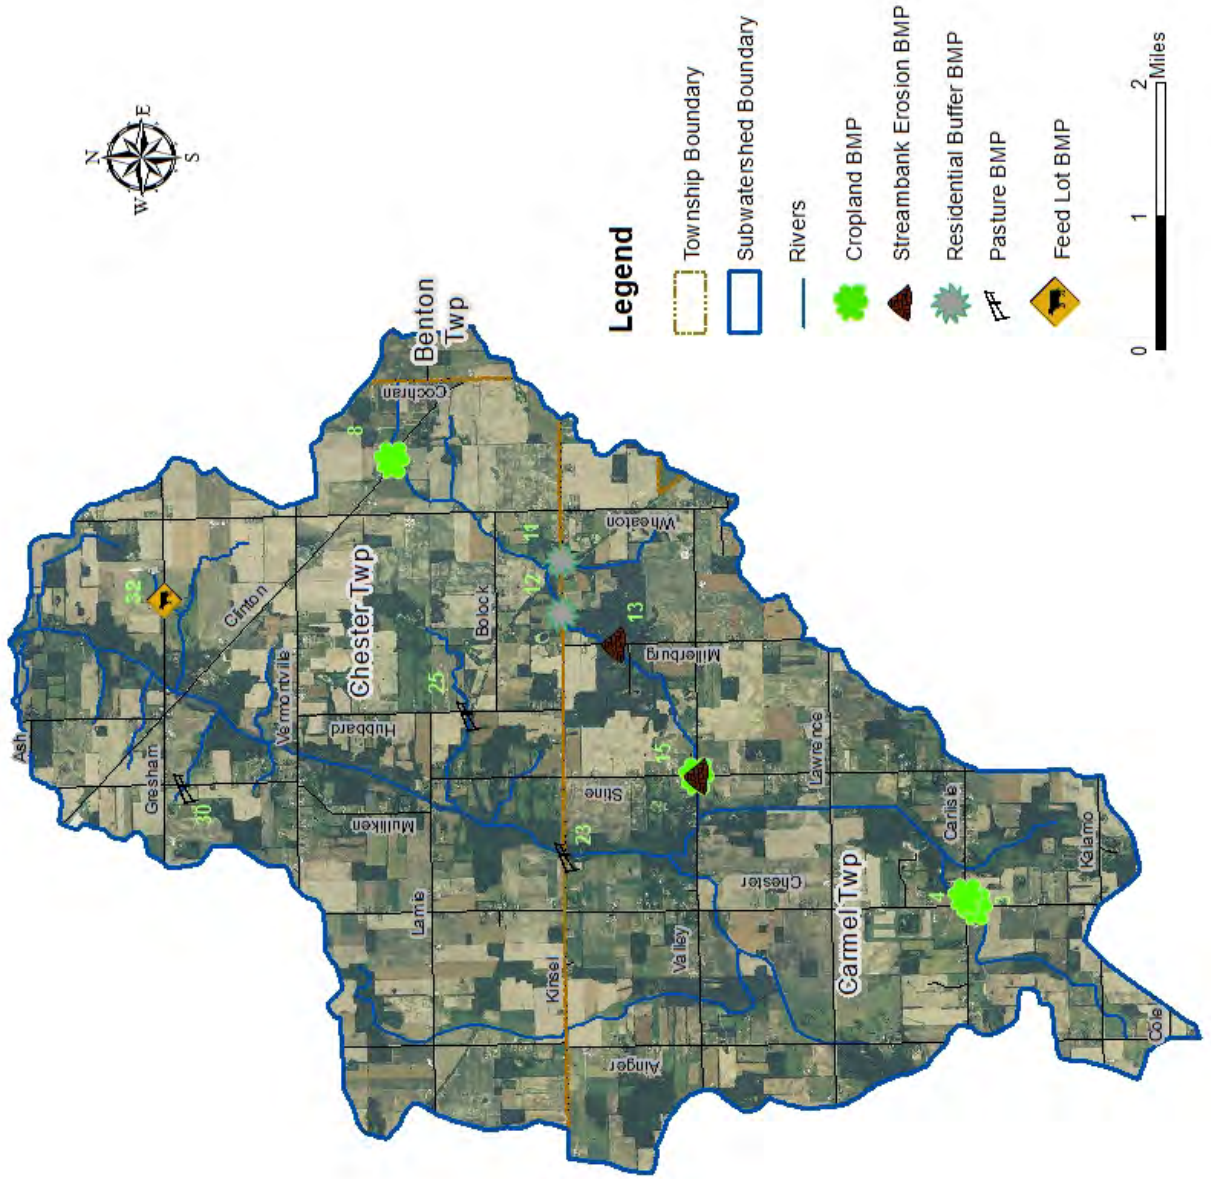 N
W
E
S
Legend
Township Boundary
Subwatershed Boundary
Rivers
Cropland BMP
Streambank Erosion BMP
Residential Buffer BMP
Pasture BMP
Feed Lot BMP
0 1 2
Miles
Benton
Twp
Cochran
8
Ash
32
Clinton
Gresham
30
Vermontville
Chester Twp
Hubbard
Mulliken
25
Bolock
11
12
Wheaton
13
Millerburg
Lamie
Kinsel
23
Stine
15
Valley
Chester
Lawrence
Ainger
Carmel Twp
Carlisle
4
3
Kalamo
Cole